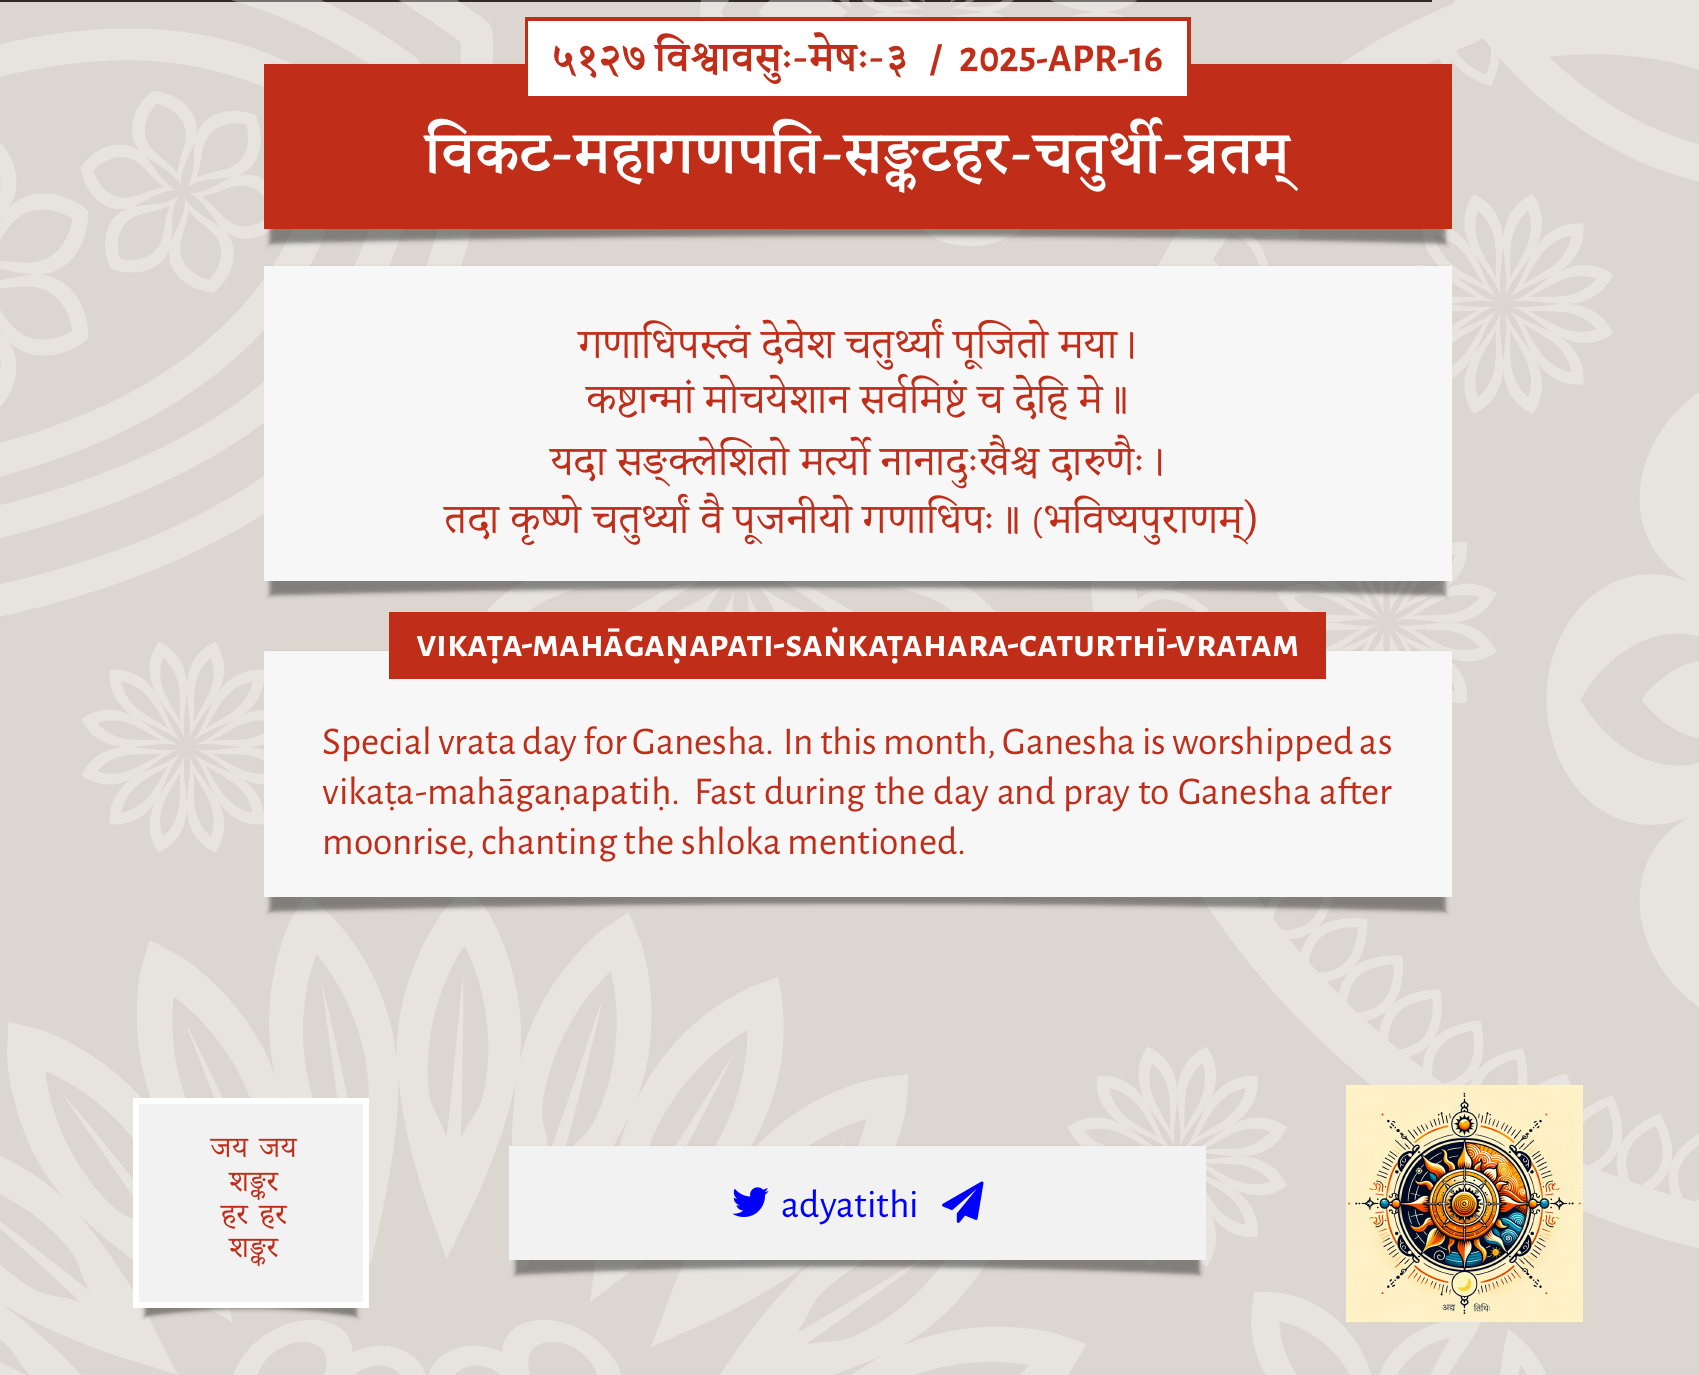 ५१२७ विश्वावसुः-मेषः-३ / 2025-APR-16
विकट-महागणपति-सङ्कटहर-चतुर्थी-व्रतम्
गणाधिपस्त्वं देवेश चतुर्थ्यां पूजितो मया।
कष्टान्मां मोचयेशान सर्वमिष्टं च देहि मे॥
यदा सङ्क्लेशितो मर्त्यो नानादुःखैश्च दारुणैः।
तदा कृष्णे चतुर्थ्यां वै पूजनीयो गणाधिपः॥ (भविष्यपुराणम्)
VIKAṬA-MAHĀGAṆAPATI-SAṄKAṬAHARA-CATURTHĪ-VRATAM
Special vrata day for Ganesha. In this month, Ganesha is worshipped as
vikaṭa-mahāgaṇapatiḥ. Fast during the day and pray to Ganesha after
moonrise, chanting the shloka mentioned.
जय जय
शङ्कर
हर हर
शङ्कर
adyatithi
अद्य तिथिः